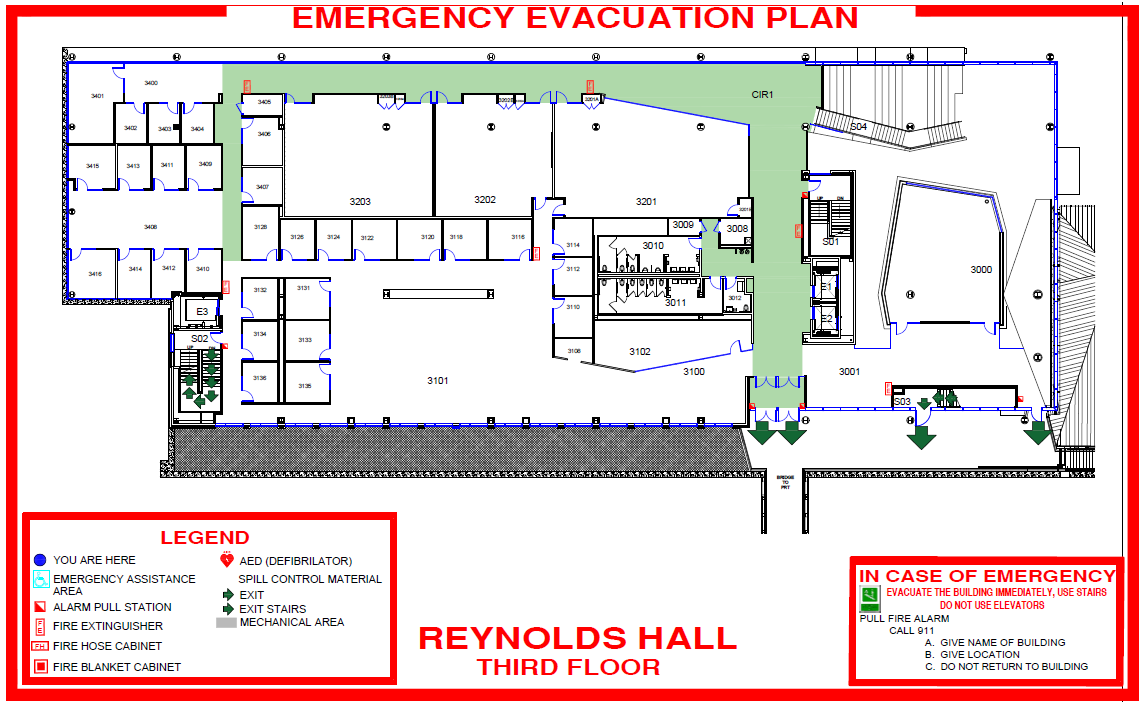 EMERGENCY EVACUATION PLAN
3400
3401
3402
3403
3404
3405
3406
3407
3415
3413
3411
3409
3408
3416
3414
3412
3410
3203
3202
3201
3201A
CIR1
S04
3128
3126
3124
3122
3120
3118
3116
3114
3112
3110
3108
3009
3008
3010
3011
3012
UP
DN
S01
E1
E2
3000
E3
S02
UP
DN
3132
3131
3134
3133
3136
3135
3101
3102
3100
3001
S03
BRIDGE
TO
PRT
LEGEND
YOU ARE HERE
EMERGENCY ASSISTANCE
AREA
ALARM PULL STATION
F
E
FIRE EXTINGUISHER
FH
FIRE HOSE CABINET
FIRE BLANKET CABINET
AED (DEFIBRILATOR)
SPILL CONTROL MATERIAL
EXIT
EXIT STAIRS
MECHANICAL AREA
REYNOLDS HALL
THIRD FLOOR
IN CASE OF EMERGENCY
EVACUATE THE BUILDING IMMEDIATELY, USE STAIRS
DO NOT USE ELEVATORS
PULL FIRE ALARM
CALL 911
A. GIVE NAME OF BUILDING
B. GIVE LOCATION
C. DO NOT RETURN TO BUILDING